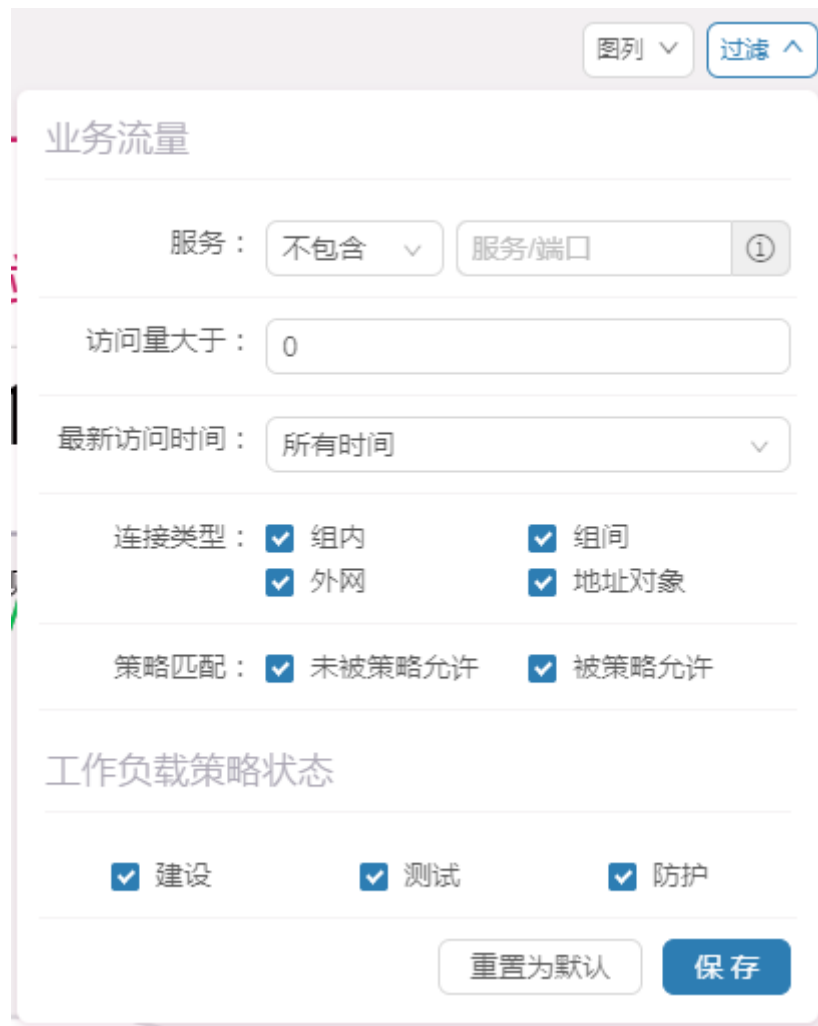 图列 过滤
业务流量
服务： 不包含 服务/端口
访问量大于： 0
最新访问时间： 所有时间
连接类型： 组内 组间
外网 地址对象
策略匹配： 未被策略允许 被策略允许
工作负载策略状态
建设 测试 防护
重置为默认 保存